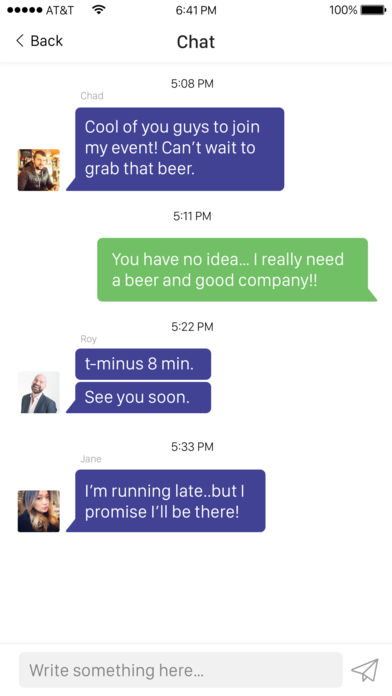 AT&T 6:41 PM 100%
Back Chat
5:08 PM
Chad
Cool of you guys to join
my event! Can't wait to
grab that beer.
5:11 PM
You have no idea... I really need
a beer and good company!!
5:22 PM
Roy
t-minus 8 min.
See you soon.
5:33 PM
Jane
I'm running late..but I
promise I'll be there!
Write something here...